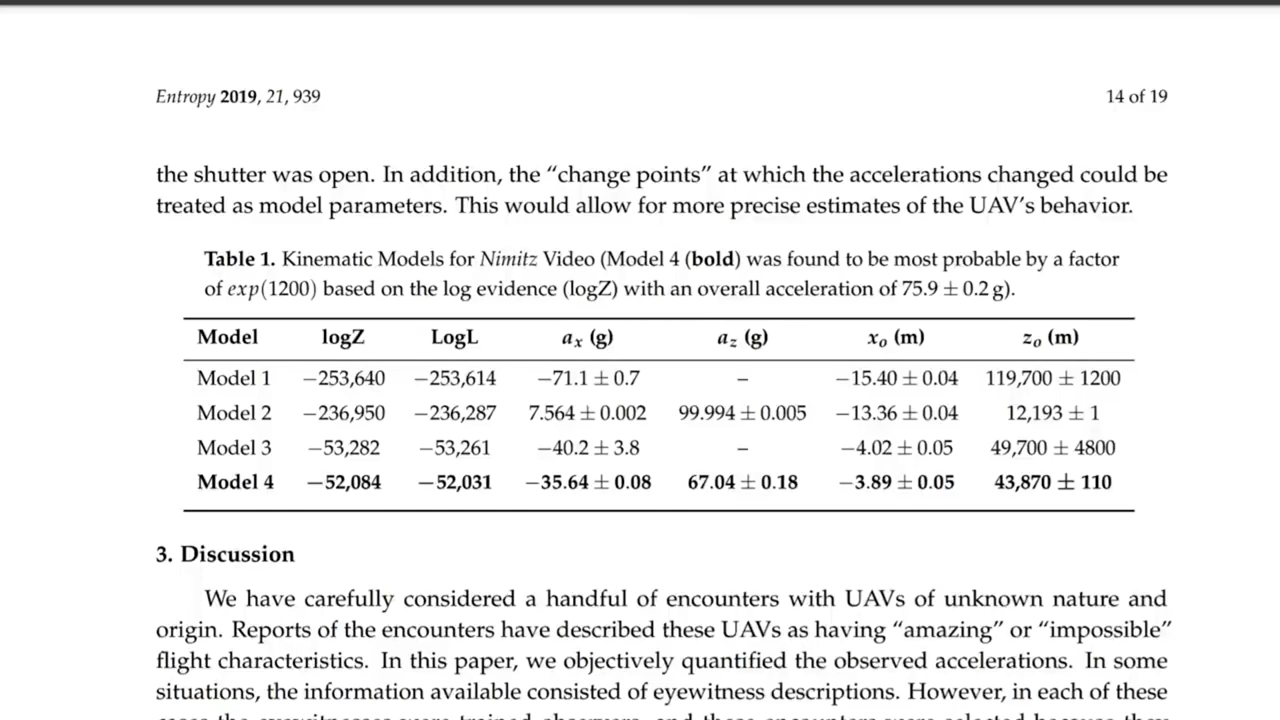 Entropy 2019, 21, 939 14 of 19
the shutter was open. In addition, the “change points” at which the accelerations changed could be
treated as model parameters. This would allow for more precise estimates of the UAV’s behavior.
Table 1. Kinematic Models for Nimitz Video (Model 4 (bold) was found to be most probable by a factor
of exp(1200) based on the log evidence (logZ) with an overall acceleration of 75.9 ± 0.2 g).
Model logZ LogL ax (g) az (g) xo (m) zo (m)
Model 1 −253,640 −253,614 −71.1 ± 0.7 – −15.40 ± 0.04 119,700 ± 1200
Model 2 −236,950 −236,287 7.564 ± 0.002 99.994 ± 0.005 −13.36 ± 0.04 12,193 ± 1
Model 3 −53,282 −53,261 −40.2 ± 3.8 – −4.02 ± 0.05 49,700 ± 4800
Model 4 −52,084 −52,031 −35.64 ± 0.08 67.04 ± 0.18 −3.89 ± 0.05 43,870 ± 110
3. Discussion
We have carefully considered a handful of encounters with UAVs of unknown nature and
origin. Reports of the encounters have described these UAVs as having “amazing” or “impossible”
flight characteristics. In this paper, we objectively quantified the observed accelerations. In some
situations, the information available consisted of eyewitness descriptions. However, in each of these